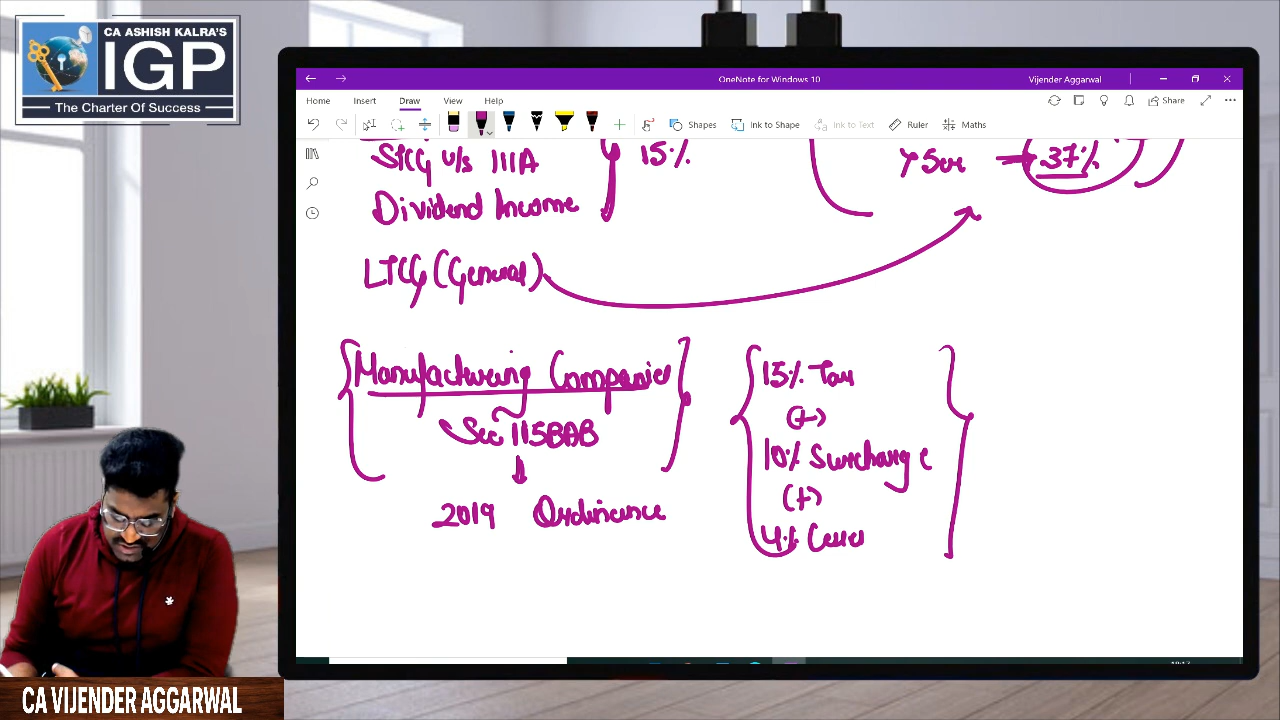 CA ASHISH KALRA'S
IGP
The Charter Of Success
OneNote for Windows 10
Vijender Aggarwal
Home Insert Draw View Help
Share
Shapes Ink to Shape Ink to Text Ruler Maths
STCG u/s 111A 15%
37%
Dividend Income
LTCG (General)
Manufacturing Companies
Sec 115BAB
2019 Ordinance
15% Tax
(+)
10% Surcharge
(+)
4% Cess
CA VIJENDER AGGARWAL